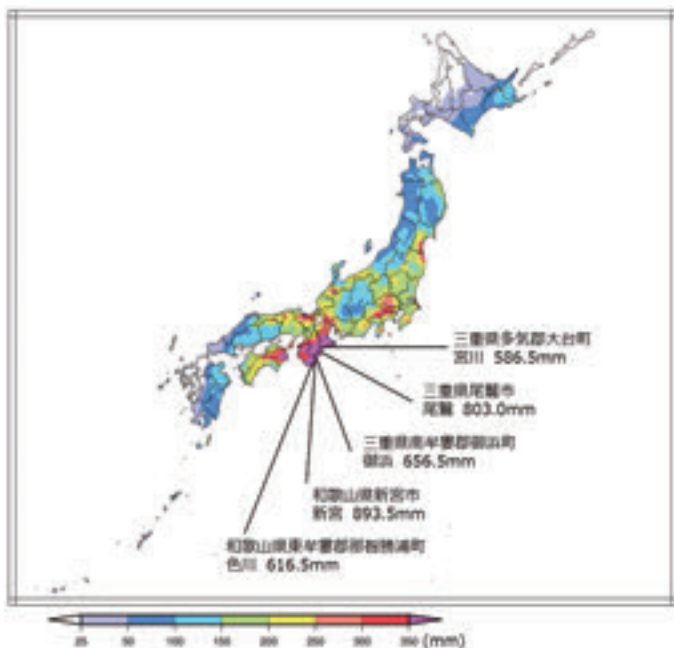 三重県多気郡大台町
宮川 586.5mm
三重県尾鷲市
尾鷲 803.0mm
三重県南牟婁郡御浜町
御浜 656.5mm
和歌山県新宮市
新宮 893.5mm
和歌山県東牟婁郡那智勝浦町
色川 616.5mm
25 50 100 150 200 250 300 350 (mm)